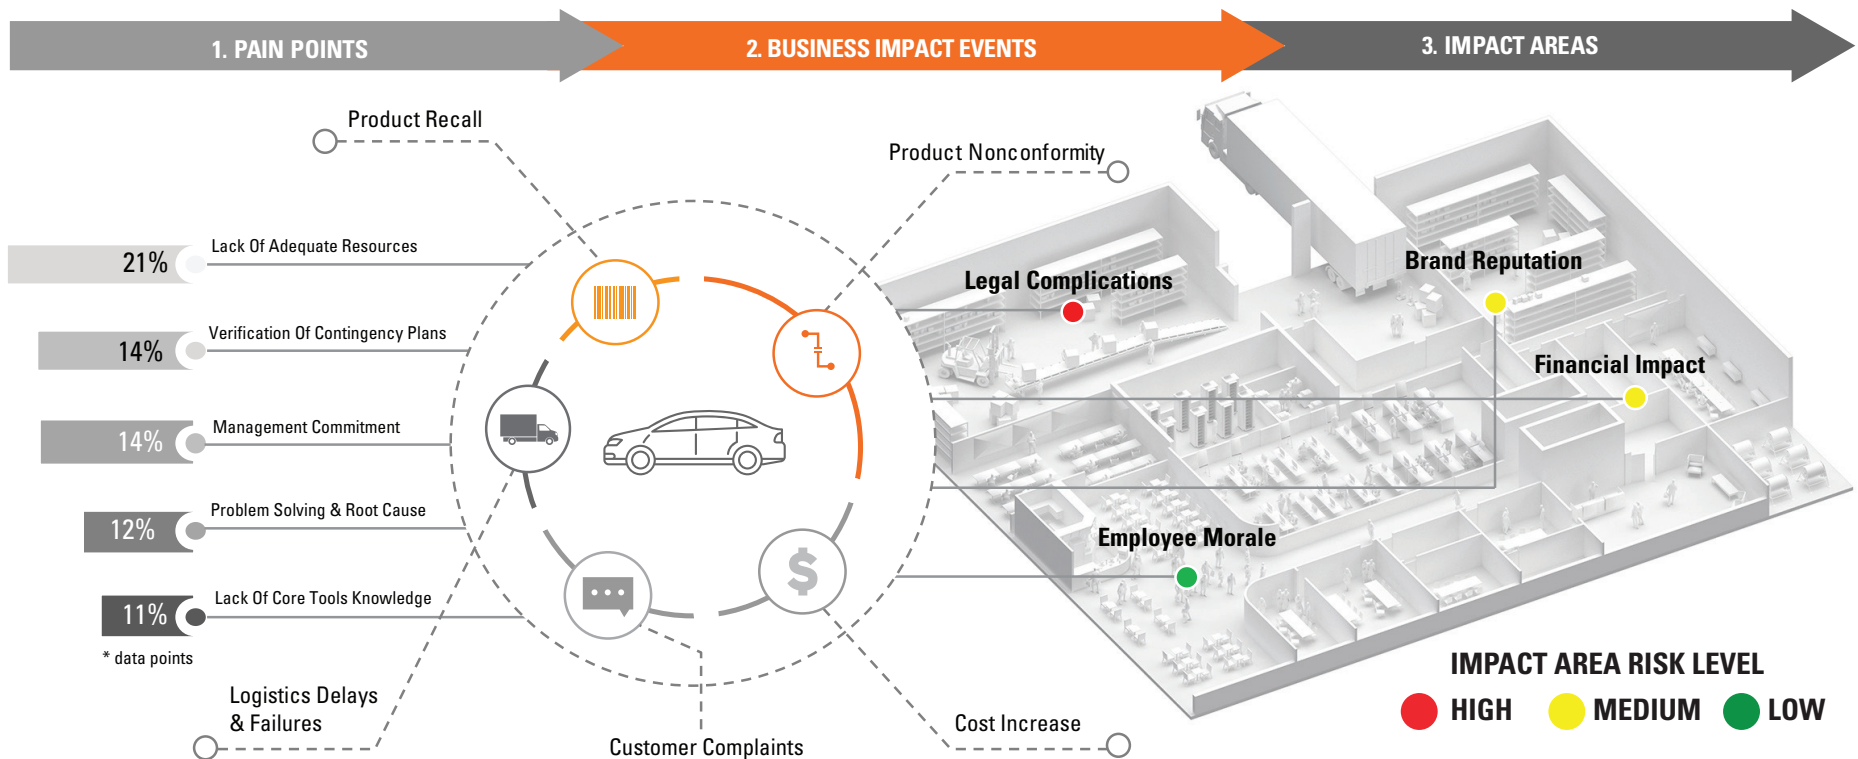 1. PAIN POINTS
2. BUSINESS IMPACT EVENTS
3. IMPACT AREAS
Product Recall
Product Nonconformity
21%
Lack Of Adequate Resources
14%
Verification Of Contingency Plans
14%
Management Commitment
12%
Problem Solving & Root Cause
11%
Lack Of Core Tools Knowledge
* data points
Logistics Delays
& Failures
Customer Complaints
Cost Increase
$
Legal Complications
Brand Reputation
Financial Impact
Employee Morale
IMPACT AREA RISK LEVEL
HIGH
MEDIUM
LOW